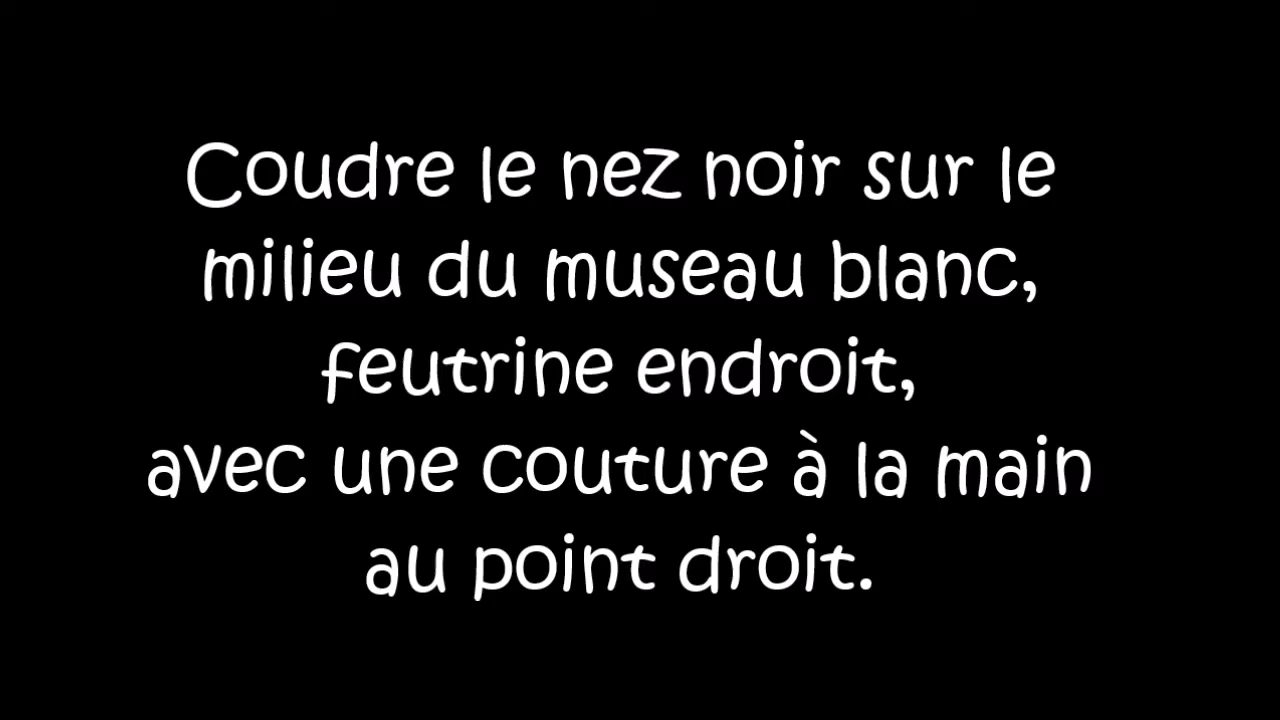 Coudre le nez noir sur le
milieu du museau blanc,
feutrine endroit,
avec une couture à la main
au point droit.